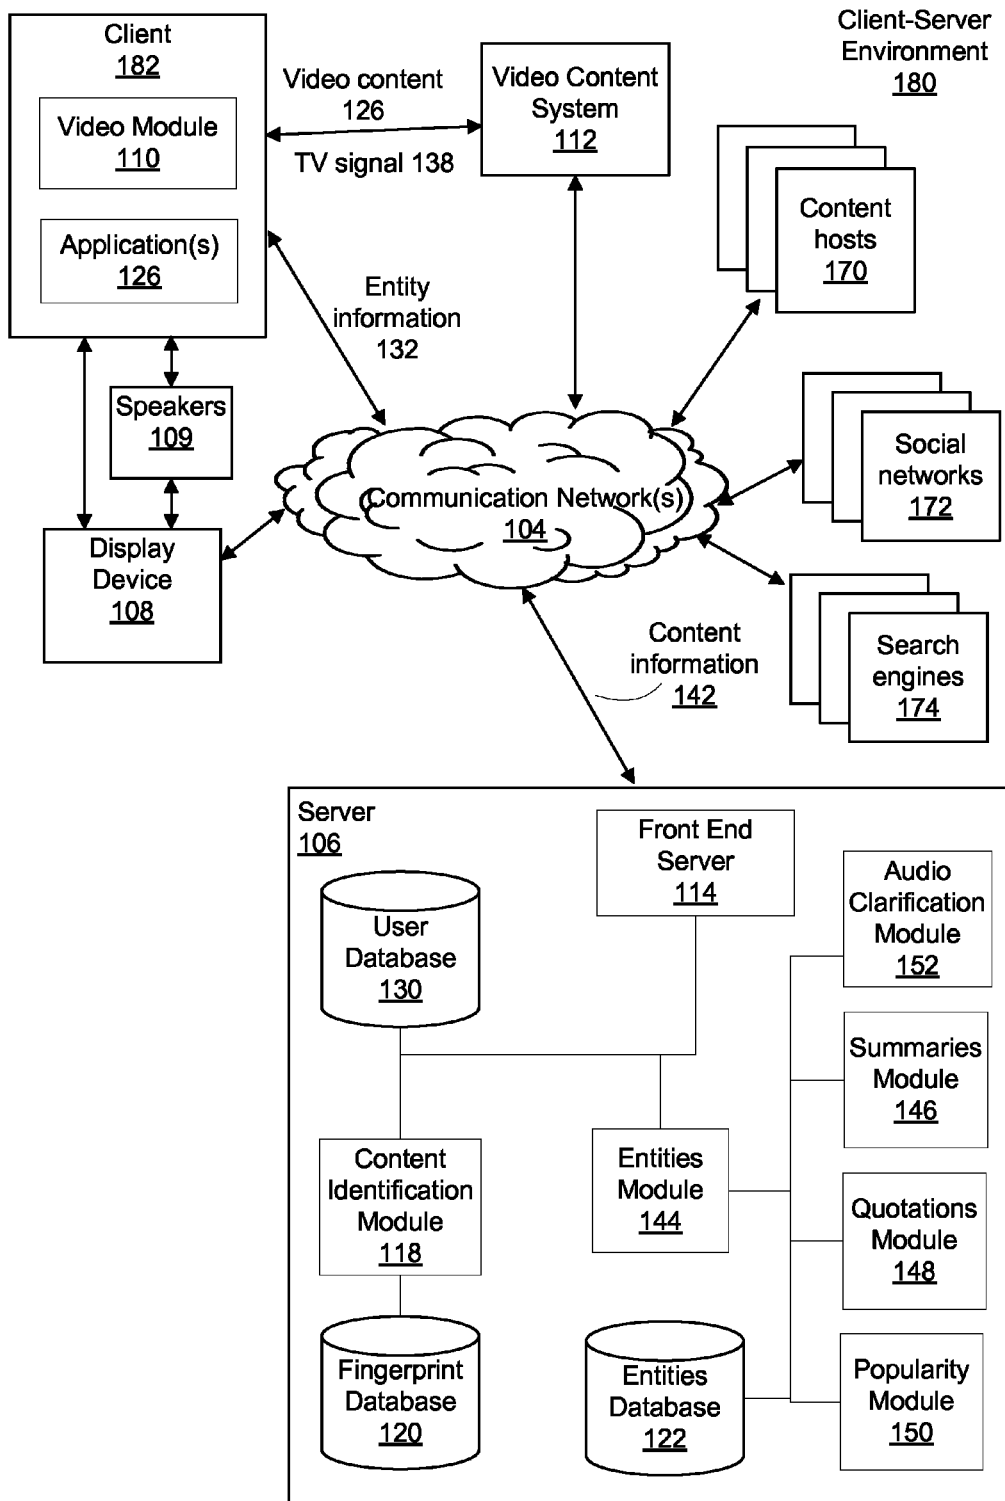 Client
182
Video Module
110
Application(s)
126
Video content
126
TV signal 138
Video Content
System
112
Client-Server
Environment
180
Content
hosts
170
Entity
information
132
Speakers
109
Social
networks
172
Communication Network(s)
104
Display
Device
108
Search
engines
174
Content
information
142
Server
106
Front End
Server
114
User
Database
130
Audio
Clarification
Module
152
Summaries
Module
146
Content
Identification
Module
118
Entities
Module
144
Quotations
Module
148
Fingerprint
Database
120
Entities
Database
122
Popularity
Module
150